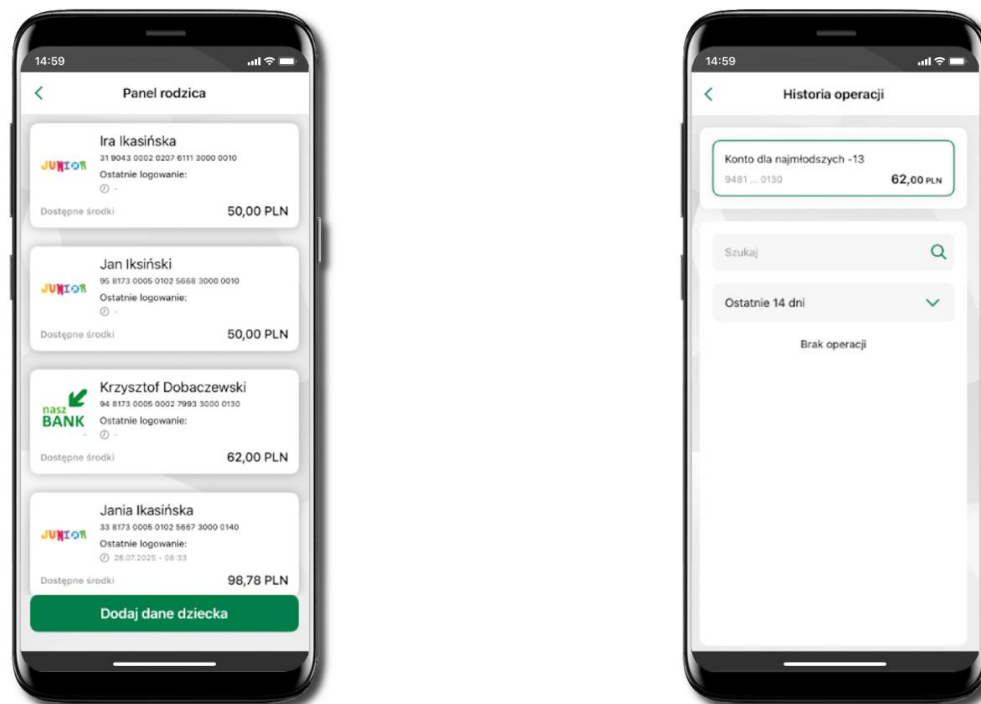 14:59
Panel rodzica
JUNIOR
Ira Ikasińska
31 9043 0002 0207 6111 3000 0010
Ostatnie logowanie:
-
Dostępne środki
50,00 PLN
JUNIOR
Jan Iksiński
95 8173 0005 0102 5668 3000 0010
Ostatnie logowanie:
-
Dostępne środki
50,00 PLN
nasz
BANK
Krzysztof Dobaczewski
94 8173 0005 0002 7993 3000 0130
Ostatnie logowanie:
- -
Dostępne środki
62,00 PLN
JUNIOR
Jania Ikasińska
33 8173 0005 0102 5667 3000 0140
Ostatnie logowanie:
28.07.2025 - 08:33
Dostępne środki
98,78 PLN
Dodaj dane dziecka
14:59
Historia operacji
Konto dla najmłodszych -13
9481 ... 0130
62,00 PLN
Szukaj
Ostatnie 14 dni
Brak operacji